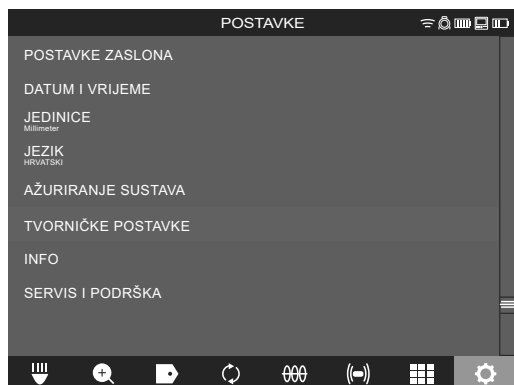 POSTAVKE
POSTAVKE ZASLONA
DATUM I VRIJEME
JEDINICE
Millimeter
JEZIK
HRVATSKI
AŽURIRANJE SUSTAVA
TVORNIČKE POSTAVKE
INFO
SERVIS I PODRŠKA